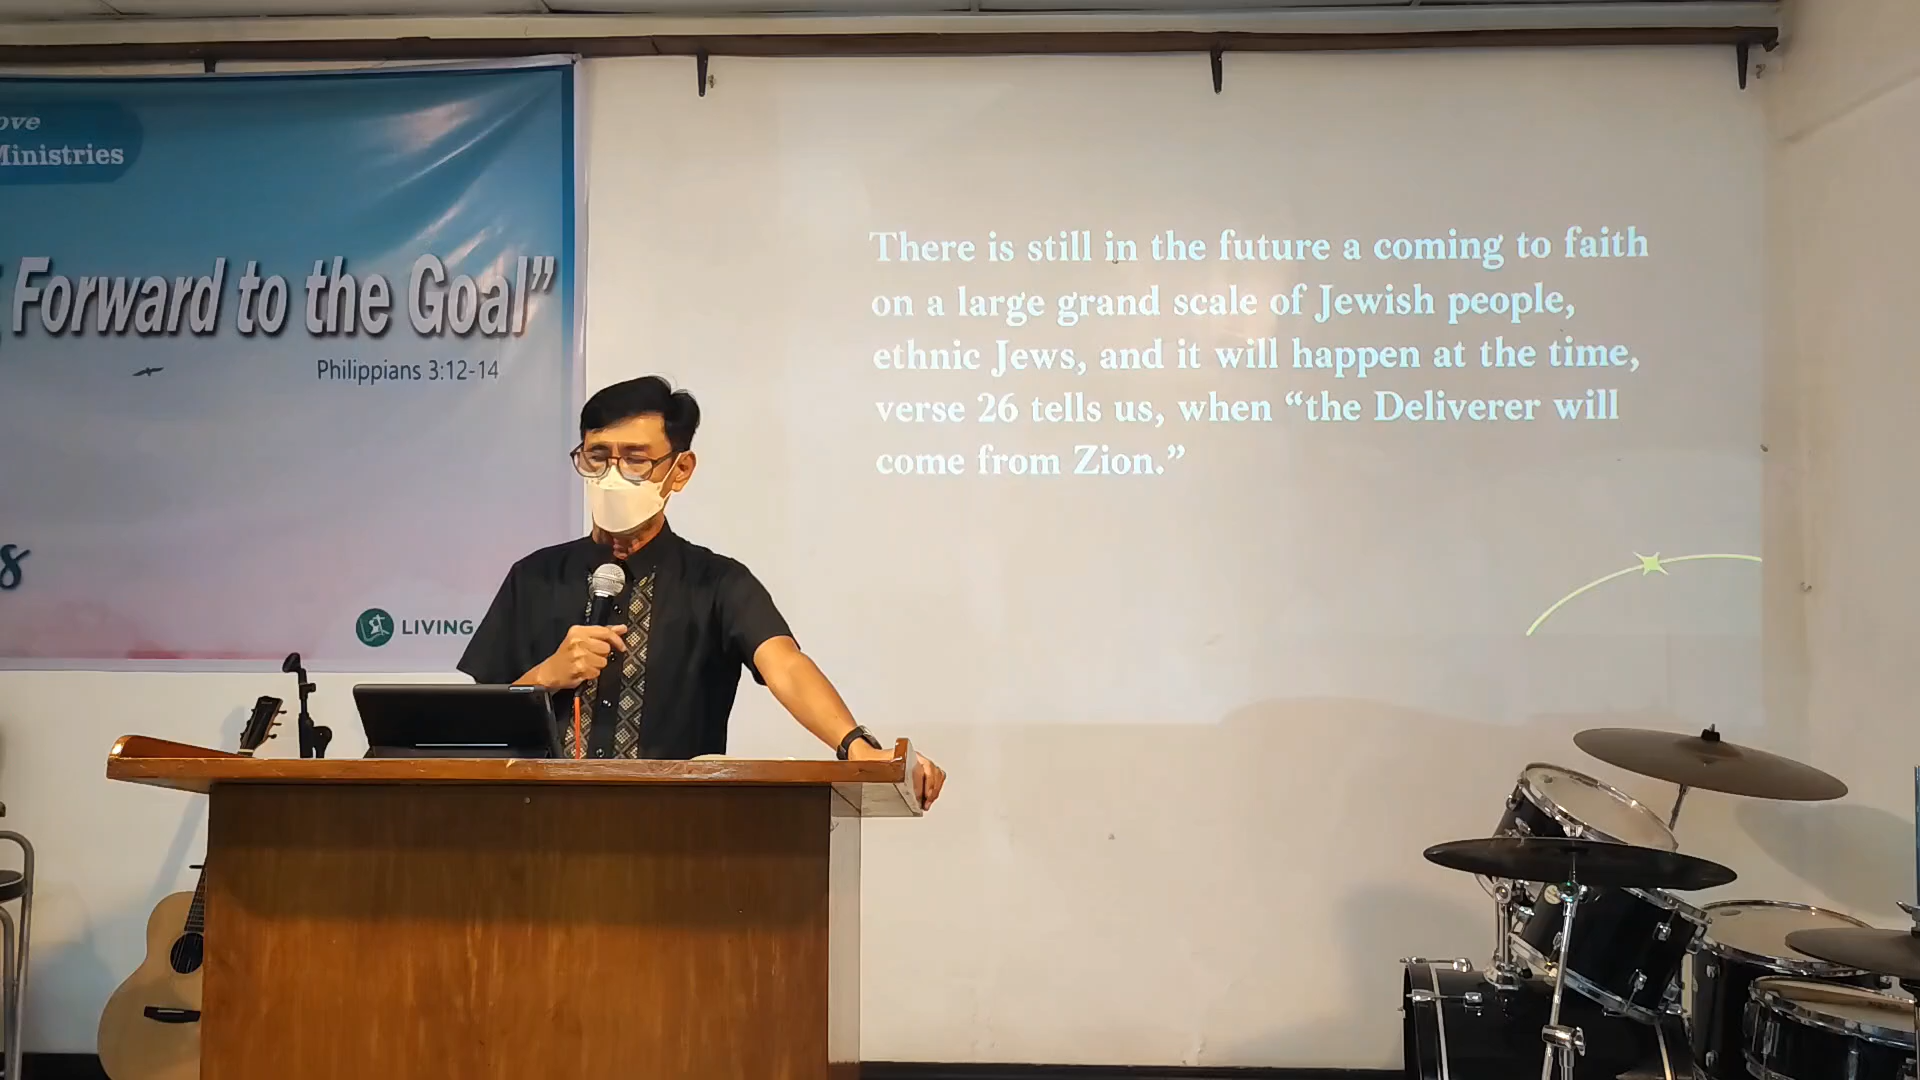 Ministries
Forward to the Goal”
Philippians 3:12-14
LIVING
There is still in the future a coming to faith
on a large grand scale of Jewish people,
ethnic Jews, and it will happen at the time,
verse 26 tells us, when “the Deliverer will
come from Zion.”